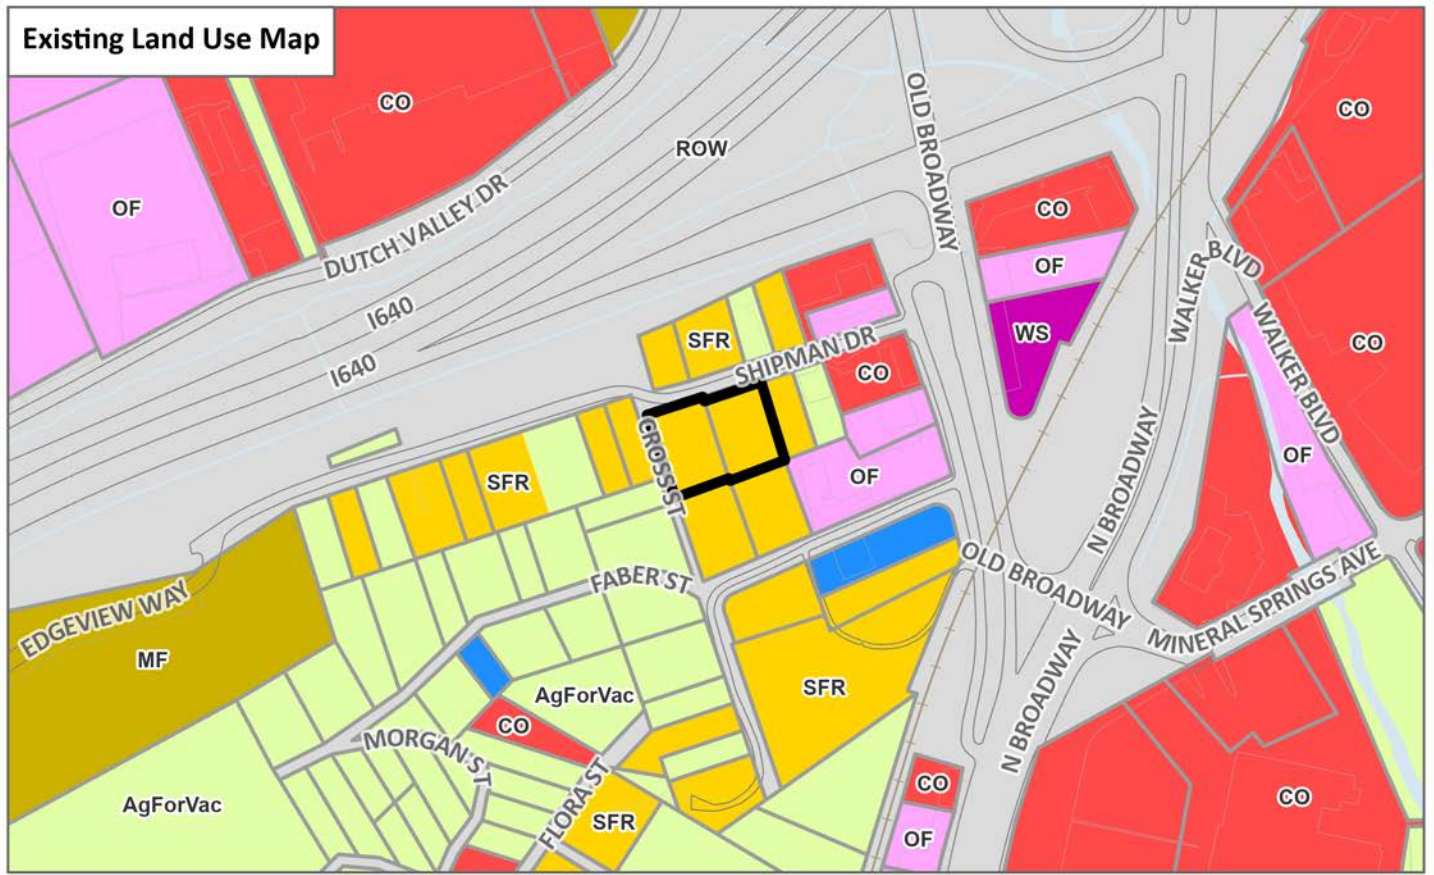 Existing Land Use Map
CO
OLD BROADWAY
CO
ROW
OF
DUTCH VALLEY DR
CO
OF
WALKER BLVD
I640
I640
SFR
SHIPMAN DR
WS
WALKER BLVD
CO
CO
CROSS ST
SFR
OF
N BROADWAY
OF
FABER ST
OLD BROADWAY
MINERAL SPRINGS AVE
EDGEVIEW WAY
MF
SFR
AgForVac
N BROADWAY
CO
MORGAN ST
AgForVac
FLORA ST
SFR
CO
OF
CO